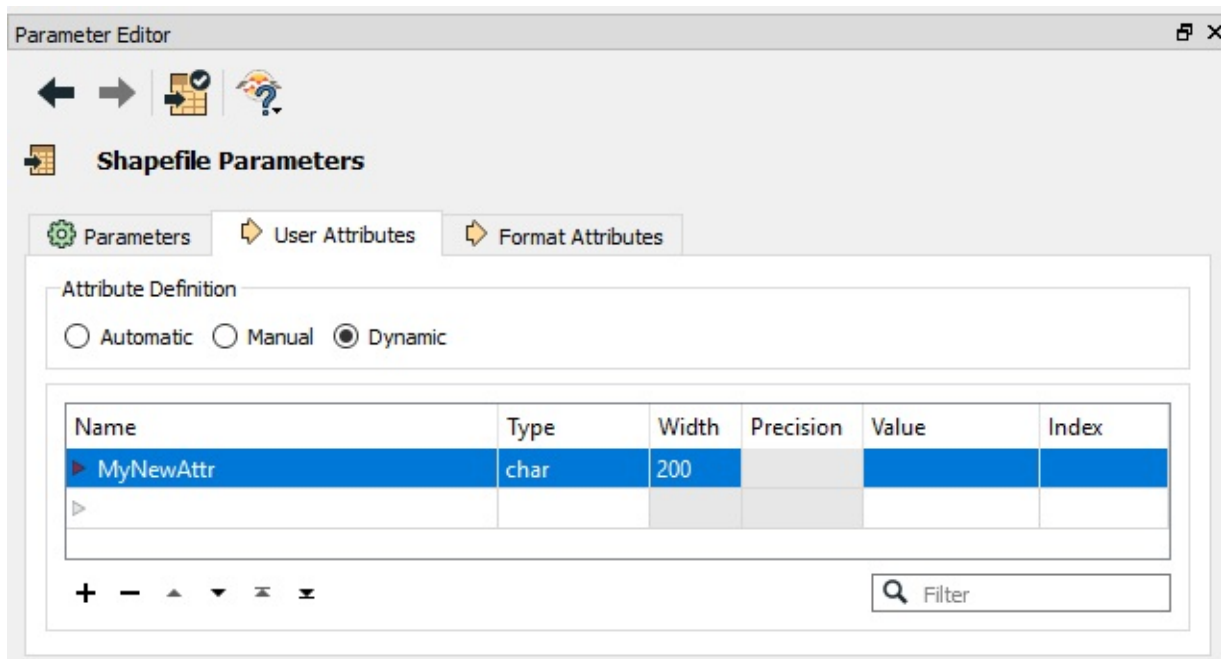 Parameter Editor
Shapefile Parameters
Parameters User Attributes Format Attributes
Attribute Definition
Automatic Manual Dynamic
Name Type Width Precision Value Index
MyNewAttr char 200
Filter